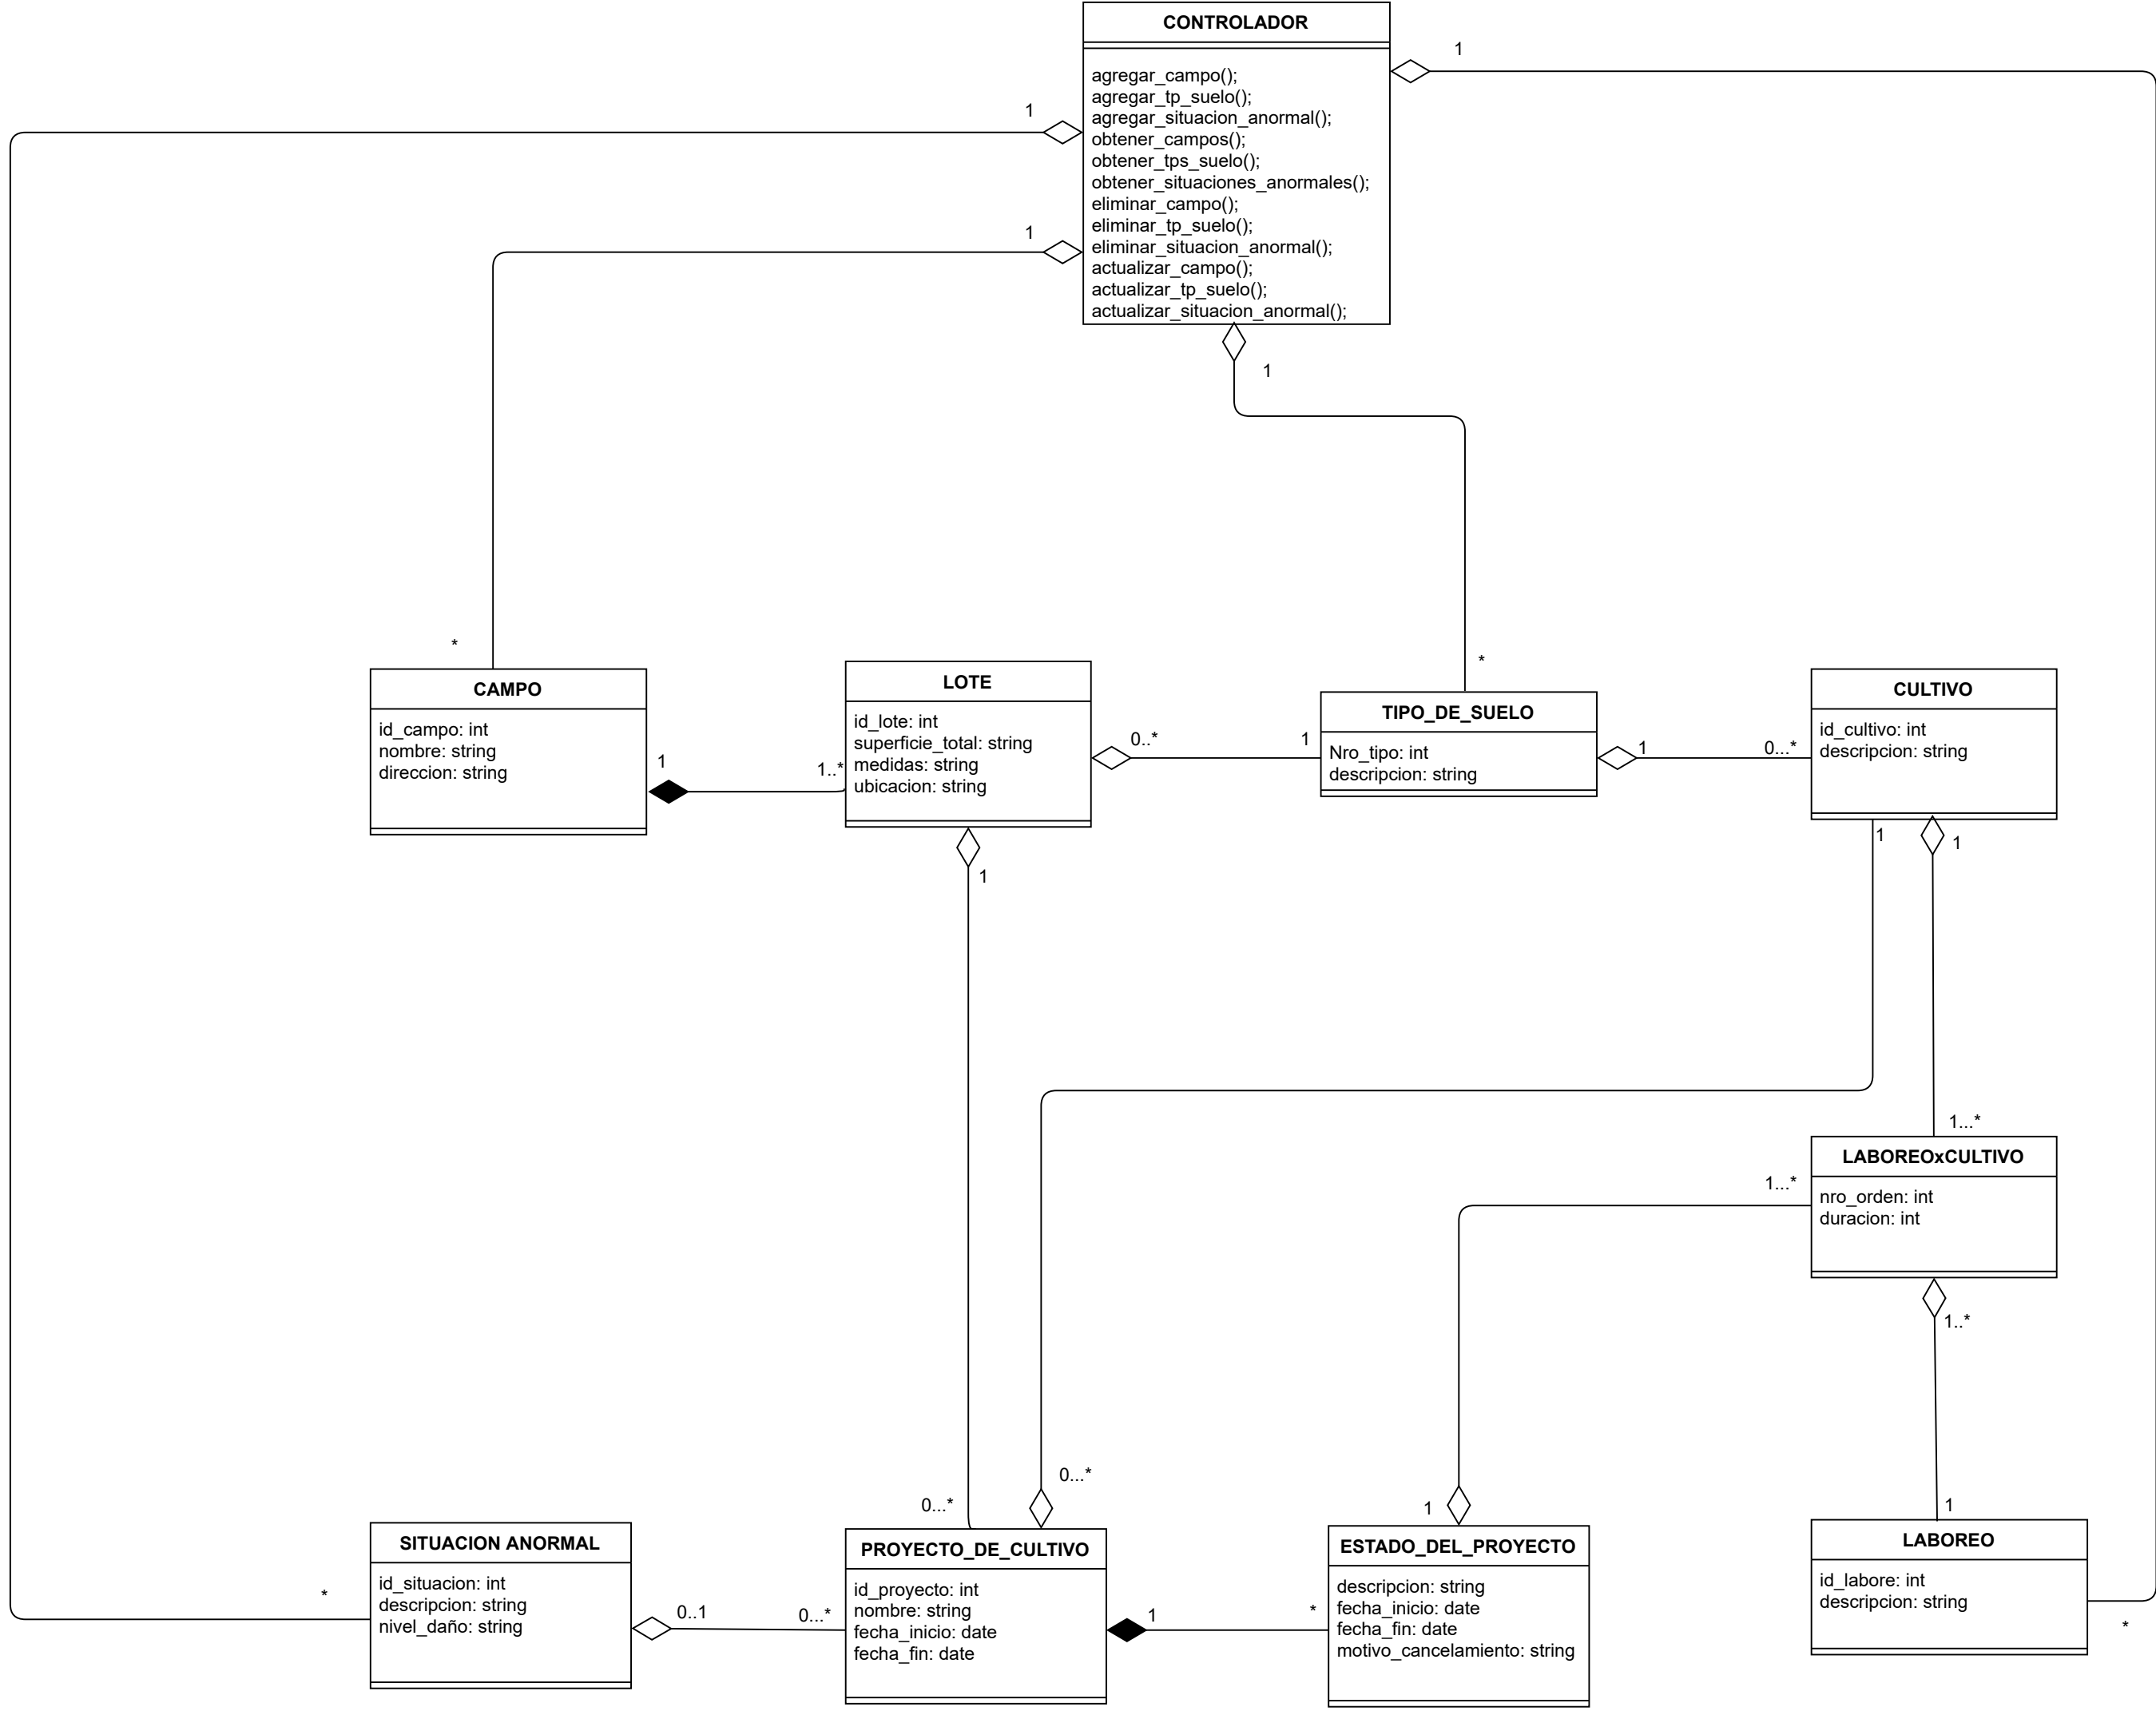 CONTROLADOR
agregar_campo();
agregar_tp_suelo();
agregar_situacion_anormal();
obtener_campos();
obtener_tps_suelo();
obtener_situaciones_anormales();
eliminar_campo();
eliminar_tp_suelo();
eliminar_situacion_anormal();
actualizar_campo();
actualizar_tp_suelo();
actualizar_situacion_anormal();
1
1
1
1
*
*
CAMPO
id_campo: int
nombre: string
direccion: string
1
1..*
LOTE
id_lote: int
superficie_total: string
medidas: string
ubicacion: string
0..*
1
1
TIPO_DE_SUELO
Nro_tipo: int
descripcion: string
1
0...*
CULTIVO
id_cultivo: int
descripcion: string
1
1
1...*
LABOREOxCULTIVO
nro_orden: int
duracion: int
1...*
1..*
1
0...*
0...*
1
*
SITUACION ANORMAL
id_situacion: int
descripcion: string
nivel_daño: string
0..1
0...*
PROYECTO_DE_CULTIVO
id_proyecto: int
nombre: string
fecha_inicio: date
fecha_fin: date
1
*
ESTADO_DEL_PROYECTO
descripcion: string
fecha_inicio: date
fecha_fin: date
motivo_cancelamiento: string
LABOREO
id_labore: int
descripcion: string
*